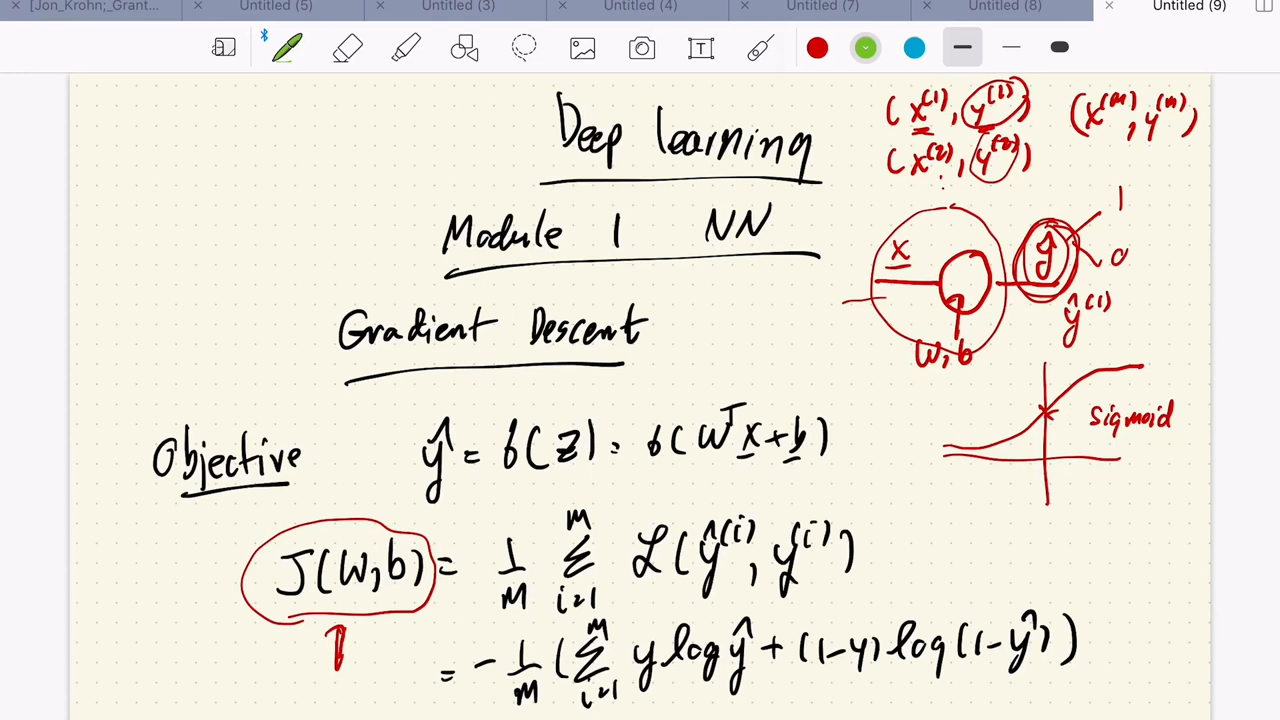 [Jon_Krohn;_Grant... Untitled (5) Untitled (3) Untitled (4) Untitled (7) Untitled (8) Untitled (9)
Deep learning
Module 1 NN
Gradient Descent
Objective ŷ = σ(z) = σ(Wᵀx+b)
J(W,b) = 1/m Σᵢ₌₁ᵐ ℒ(ŷ⁽ⁱ⁾, y⁽ⁱ⁾)
= -1/m (Σᵢ₌₁ᵐ y log ŷ + (1-y) log (1-ŷ))
(x⁽¹⁾, y⁽¹⁾) (x⁽ᵐ⁾, y⁽ᵐ⁾)
(x⁽²⁾, y⁽²⁾)
x ŷ 1
0
ŷ⁽¹⁾
W, b
sigmoid